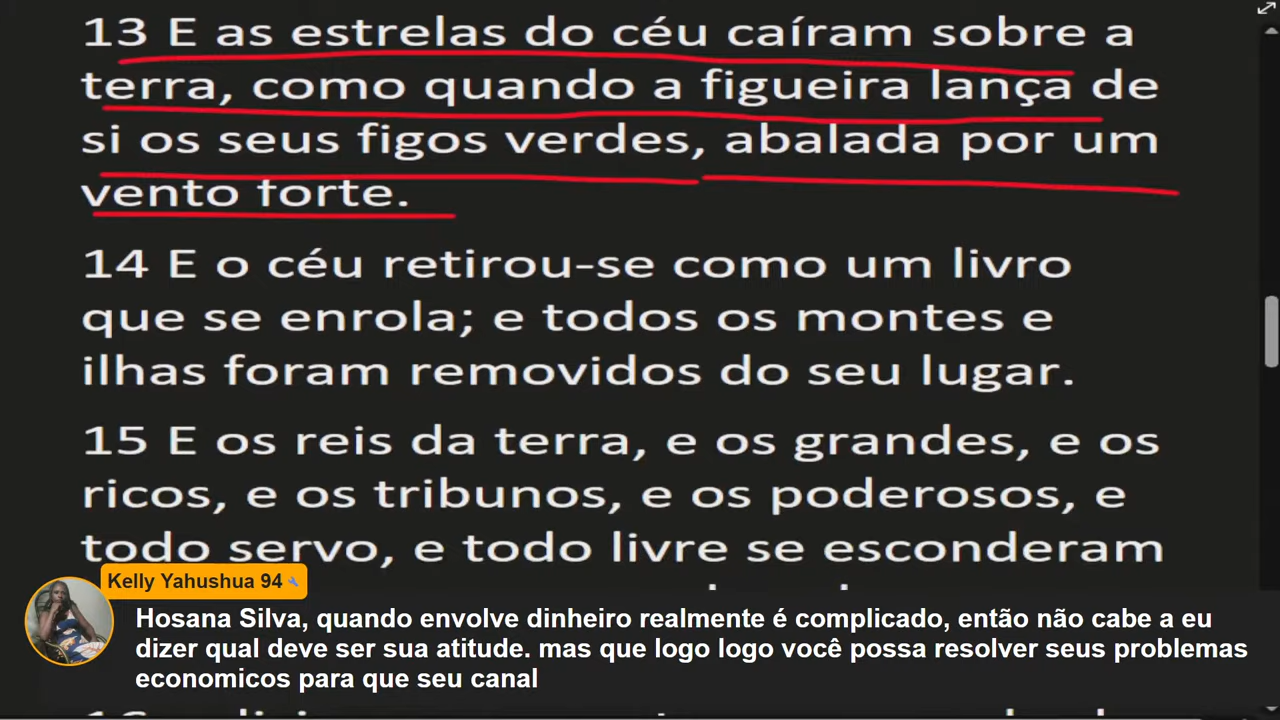 13 E as estrelas do céu caíram sobre a
terra, como quando a figueira lança de
si os seus figos verdes, abalada por um
vento forte.
14 E o céu retirou-se como um livro
que se enrola; e todos os montes e
ilhas foram removidos do seu lugar.
15 E os reis da terra, e os grandes, e os
ricos, e os tribunos, e os poderosos, e
todo servo, e todo livre se esconderam
Kelly Yahushua 94
Hosana Silva, quando envolve dinheiro realmente é complicado, então não cabe a eu
dizer qual deve ser sua atitude. mas que logo logo você possa resolver seus problemas
economicos para que seu canal